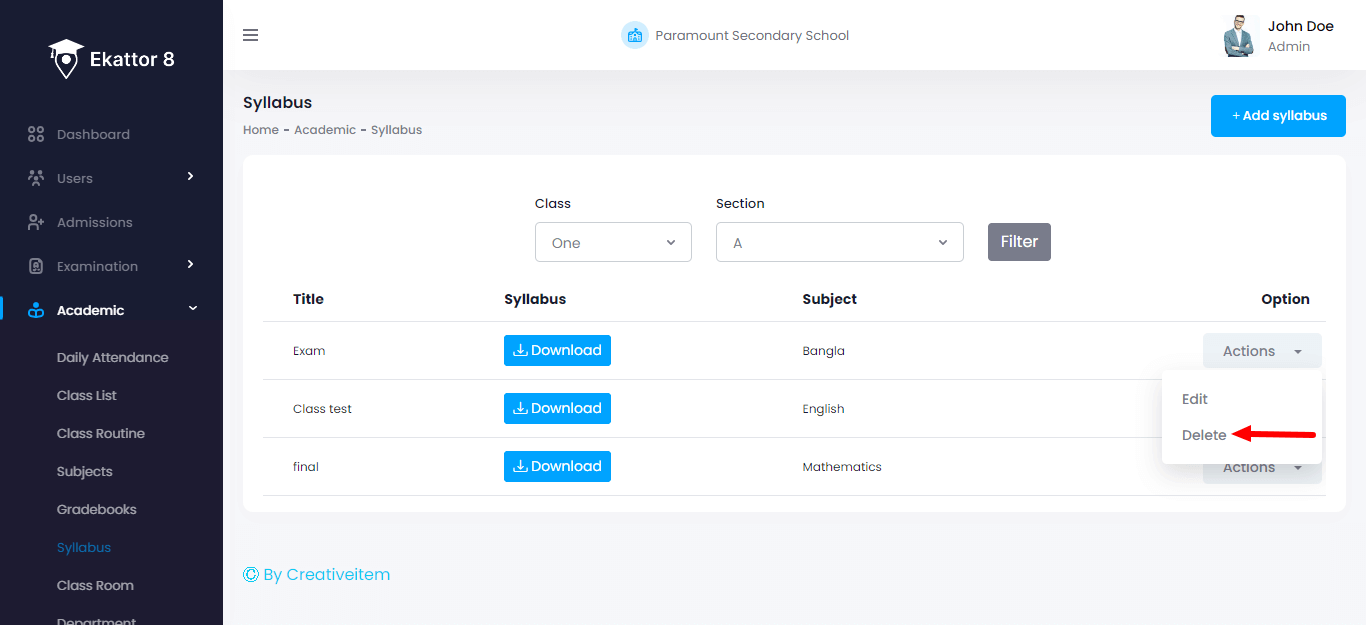 Ekattor 8
Paramount Secondary School
John Doe
Admin
Dashboard
Users
Admissions
Examination
Academic
Daily Attendance
Class List
Class Routine
Subjects
Gradebooks
Syllabus
Class Room
Department
Syllabus
Home - Academic - Syllabus
+ Add syllabus
Class
Section
One
A
Filter
Title Syllabus Subject Option
Exam Download Bangla Actions
Edit
Class test Download English
Delete
final Download Mathematics Actions
© By Creativeitem